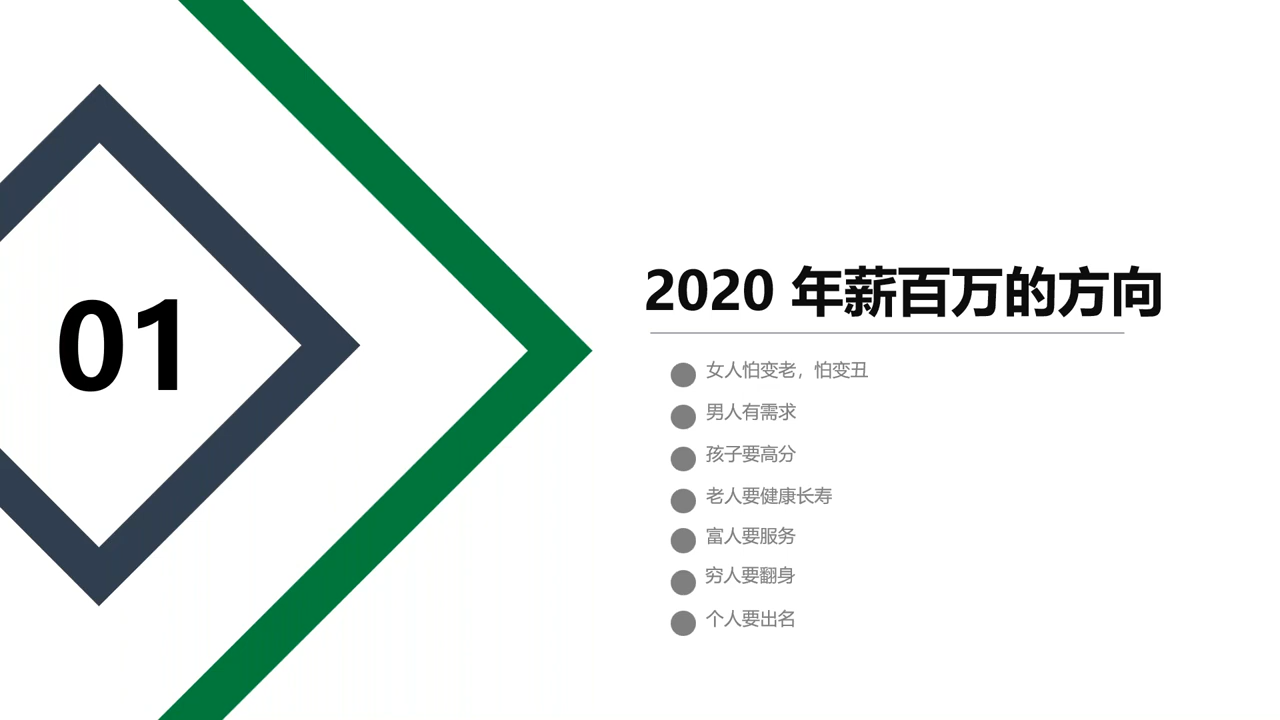 01
2020 年薪百万的方向
女人怕变老，怕变丑
男人有需求
孩子要高分
老人要健康长寿
富人要服务
穷人要翻身
个人要出名